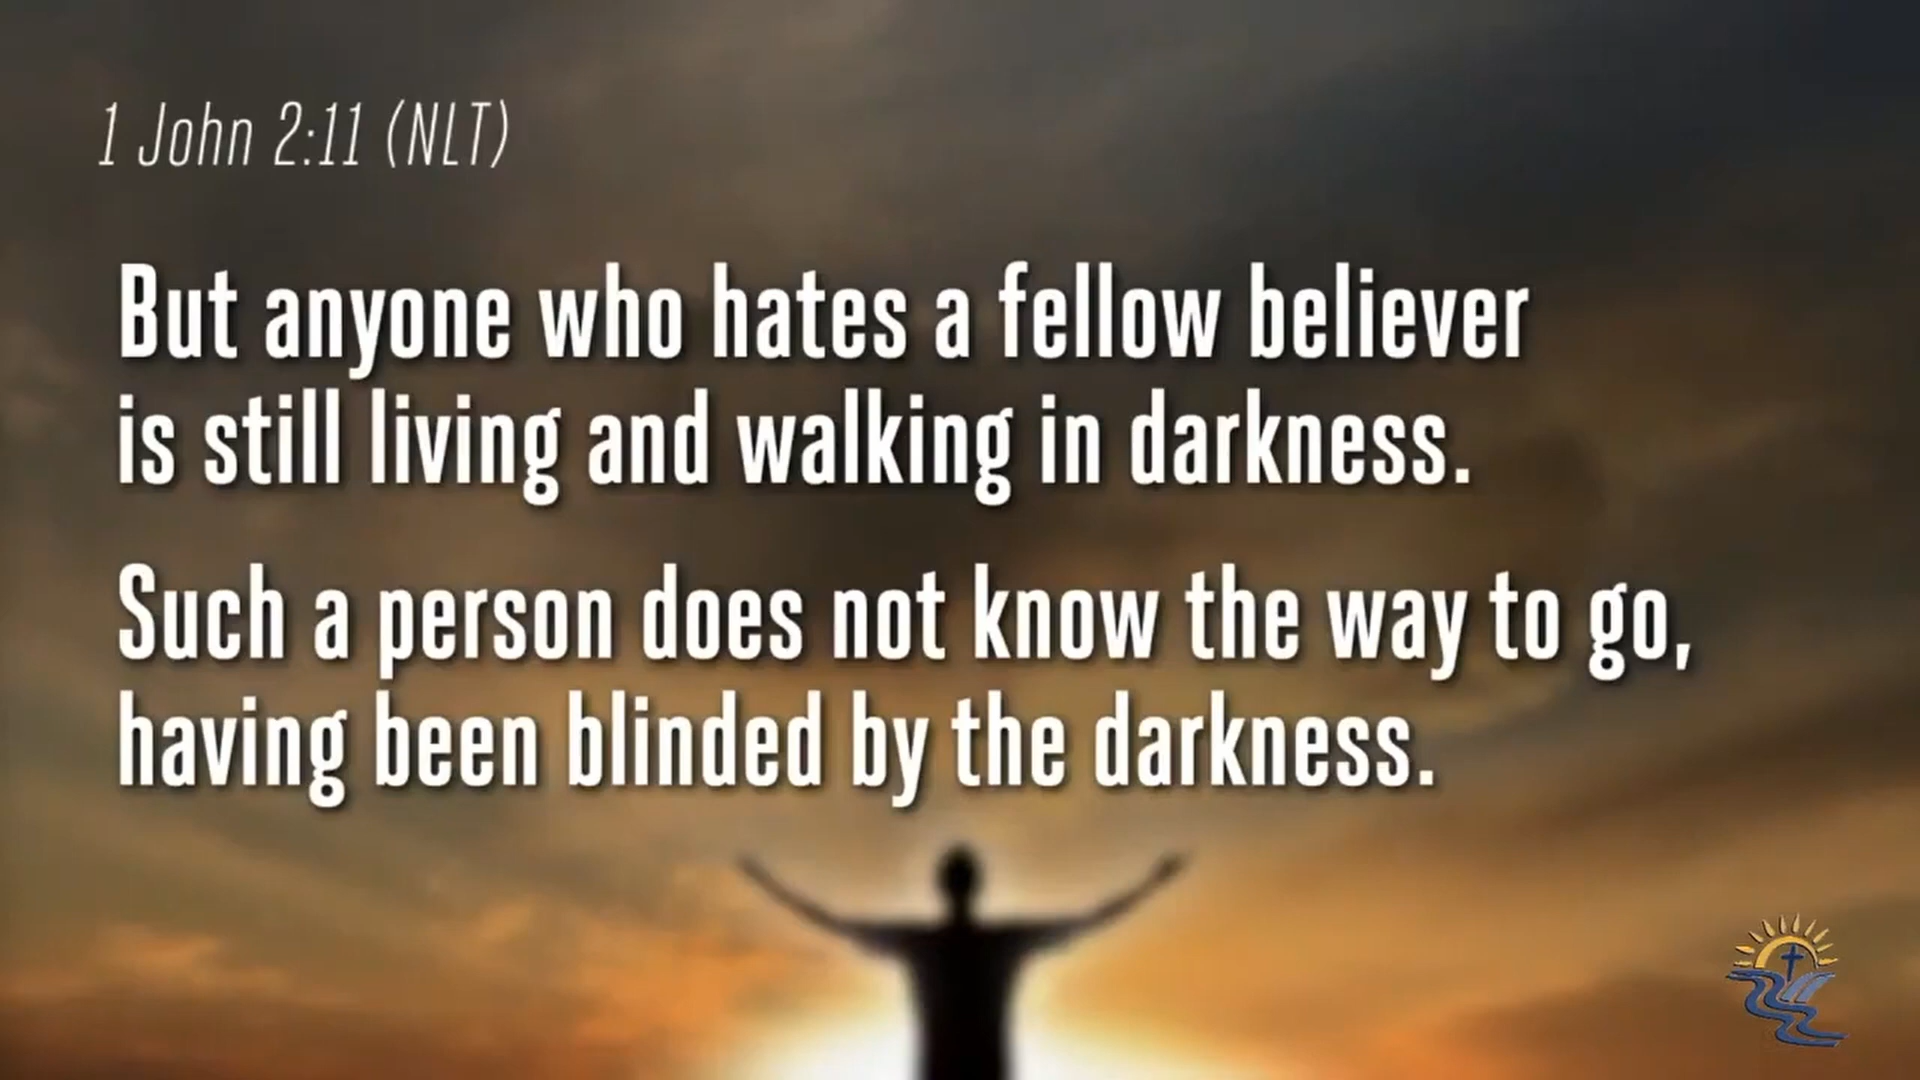 1 John 2:11 (NLT)
But anyone who hates a fellow believer
is still living and walking in darkness.
Such a person does not know the way to go,
having been blinded by the darkness.